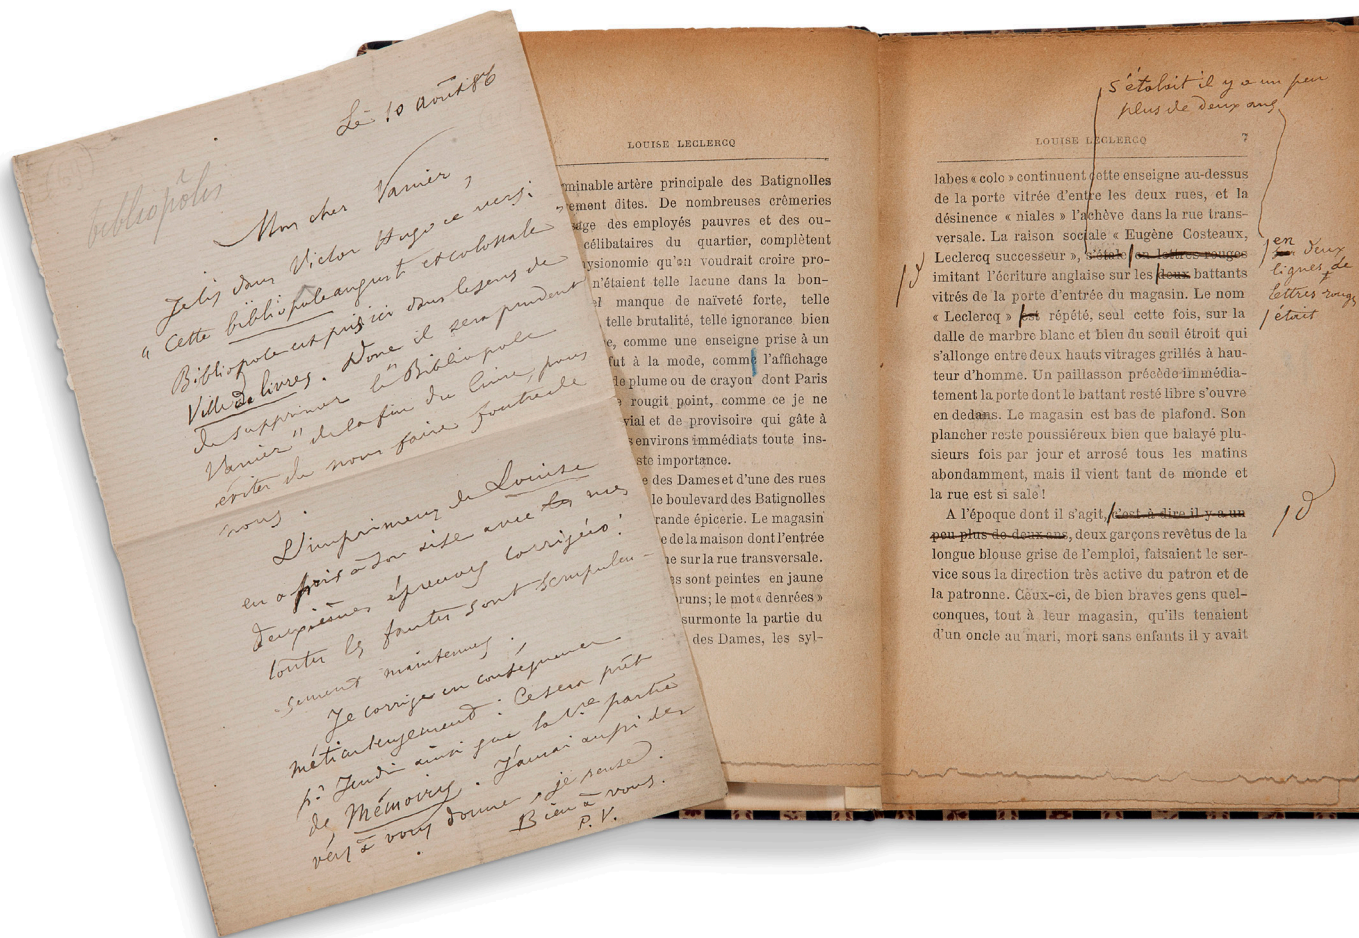 Le 10 août 86
bibliopôlis
Mon cher Vanier,
Je lis dans Victor Hugo ce vers :
« Cette bibliopole auguste et colossale »
Bibliopole est pris ici dans le sens de
Ville de livres. Donc il sera prudent
de supprimer la "Bibliopole
Vanier" de la fin du livre, pour
éviter de nous faire foutre de
nous.
L'imprimeur de Louise
en a pris à son aise avec mes
deuxièmes épreuves corrigées !
toutes les fautes sont scrupuleu-
sement maintenues.
Je corrige en conséquence
méticuleusement : Ce sera prêt
pr Jeudi ainsi que la 1re partie
de Mémoires. J'aurai aussi des
vers à vous donner, je pense.
Bien à vous.
P. V.
LOUISE LECLERCQ
minable artère principale des Batignolles
ement dites. De nombreuses crèmeries
age des employés pauvres et des ou-
célibataires du quartier, complètent
ysionomie qu'on voudrait croire pro-
n'étaient telle lacune dans la bon-
manque de naïveté forte, telle
telle brutalité, telle ignorance bien
e, comme une enseigne prise à un
fut à la mode, comme l'affichage
de plume ou de crayon dont Paris
rougit point, comme ce je ne
vial et de provisoire qui gâte à
s environs immédiats toute ins-
ste importance.
e des Dames et d'une des rues
le boulevard des Batignolles
rande épicerie. Le magasin
e de la maison dont l'entrée
ne sur la rue transversale.
es sont peintes en jaune
runs ; le mot « denrées »
surmonte la partie du
des Dames, les syl-
s'étalait il y a un peu
plus de deux ans
LOUISE LECLERCQ 7
labes « colo » continuent cette enseigne au-dessus
de la porte vitrée d'entre les deux rues, et la
désinence « niales » l'achève dans la rue trans-
versale. La raison sociale « Eugène Costeaux,
Leclercq successeur », s'étale en lettres rouges
imitant l'écriture anglaise sur les deux battants
vitrés de la porte d'entrée du magasin. Le nom
« Leclercq » est répété, seul cette fois, sur la
dalle de marbre blanc et bleu du seuil étroit qui
s'allonge entre deux hauts vitrages grillés à hau-
teur d'homme. Un paillasson précède immédia-
tement la porte dont le battant resté libre s'ouvre
en dedans. Le magasin est bas de plafond. Son
plancher reste poussiéreux bien que balayé plu-
sieurs fois par jour et arrosé tous les matins
abondamment, mais il vient tant de monde et
la rue est si sale !
A l'époque dont il s'agit, c'est-à-dire il y a un
peu plus de deux ans, deux garçons revêtus de la
longue blouse grise de l'emploi, faisaient le ser-
vice sous la direction très active du patron et de
la patronne. Ceux-ci, de bien braves gens quel-
conques, tout à leur magasin, qu'ils tenaient
d'un oncle au mari, mort sans enfants il y avait
en deux
lignes de
lettres rouges
était